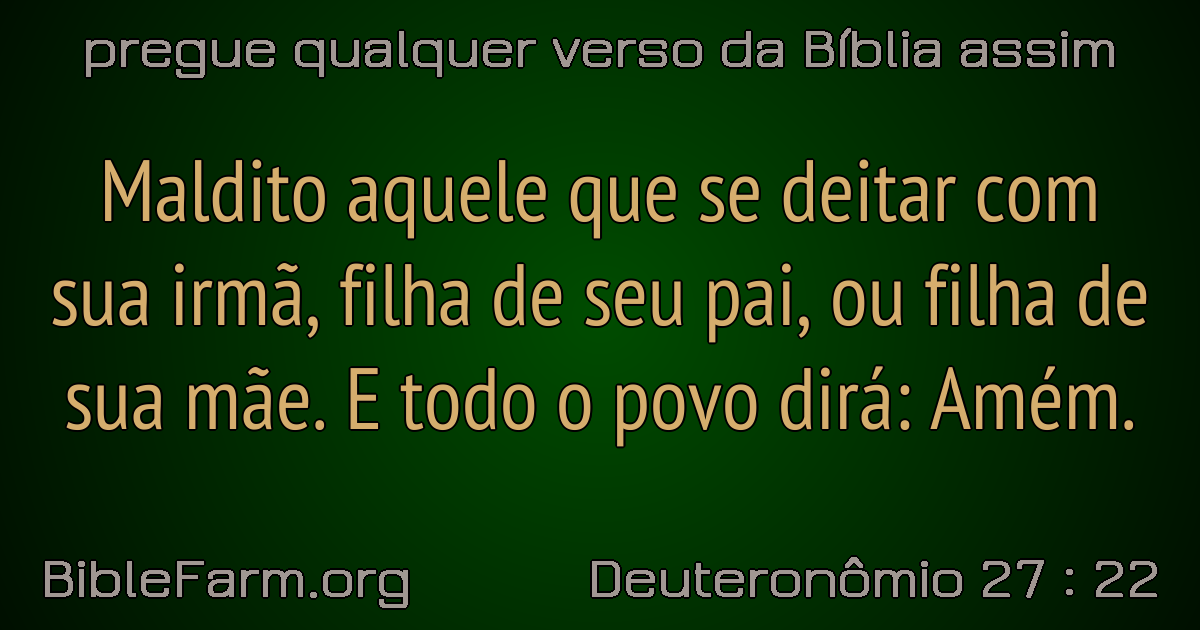 pregue qualquer verso da Bíblia assim
Maldito aquele que se deitar com
sua irmã, filha de seu pai, ou filha de
sua mãe. E todo o povo dirá: Amém.
BibleFarm.org
Deuteronômio 27 : 22